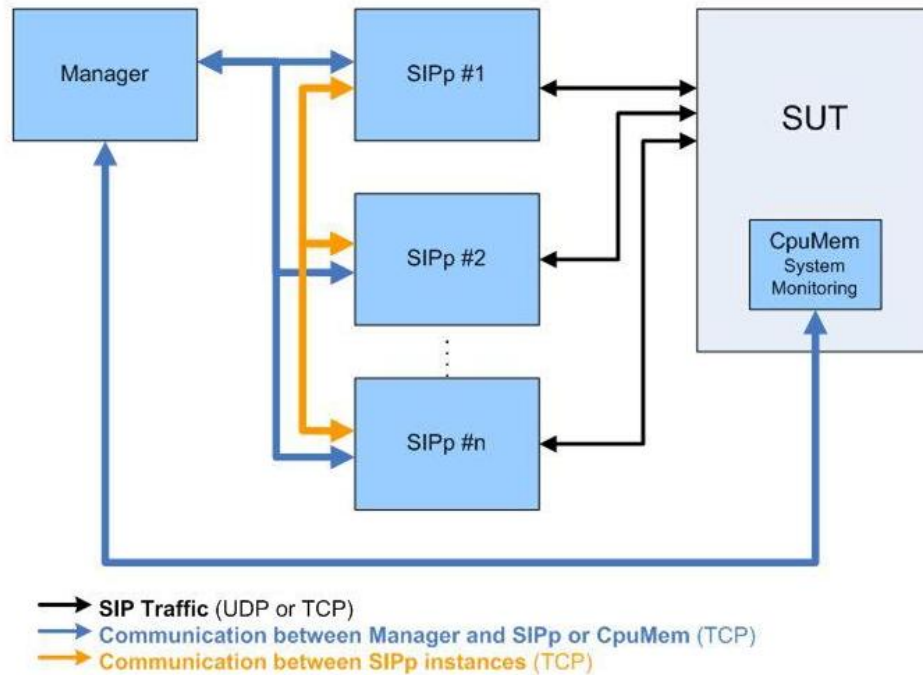 Manager
SIPp #1
SUT
SIPp #2
CpuMem
System
Monitoring
SIPp #n
SIP Traffic (UDP or TCP)
Communication between Manager and SIPp or CpuMem (TCP)
Communication between SIPp instances (TCP)